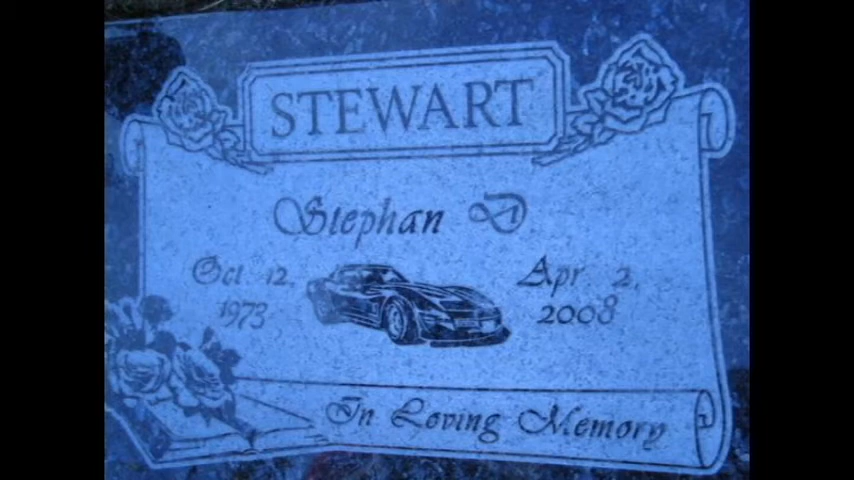 STEWART
Stephan D.
Oct. 12, 1973
Apr. 2, 2008
In Loving Memory